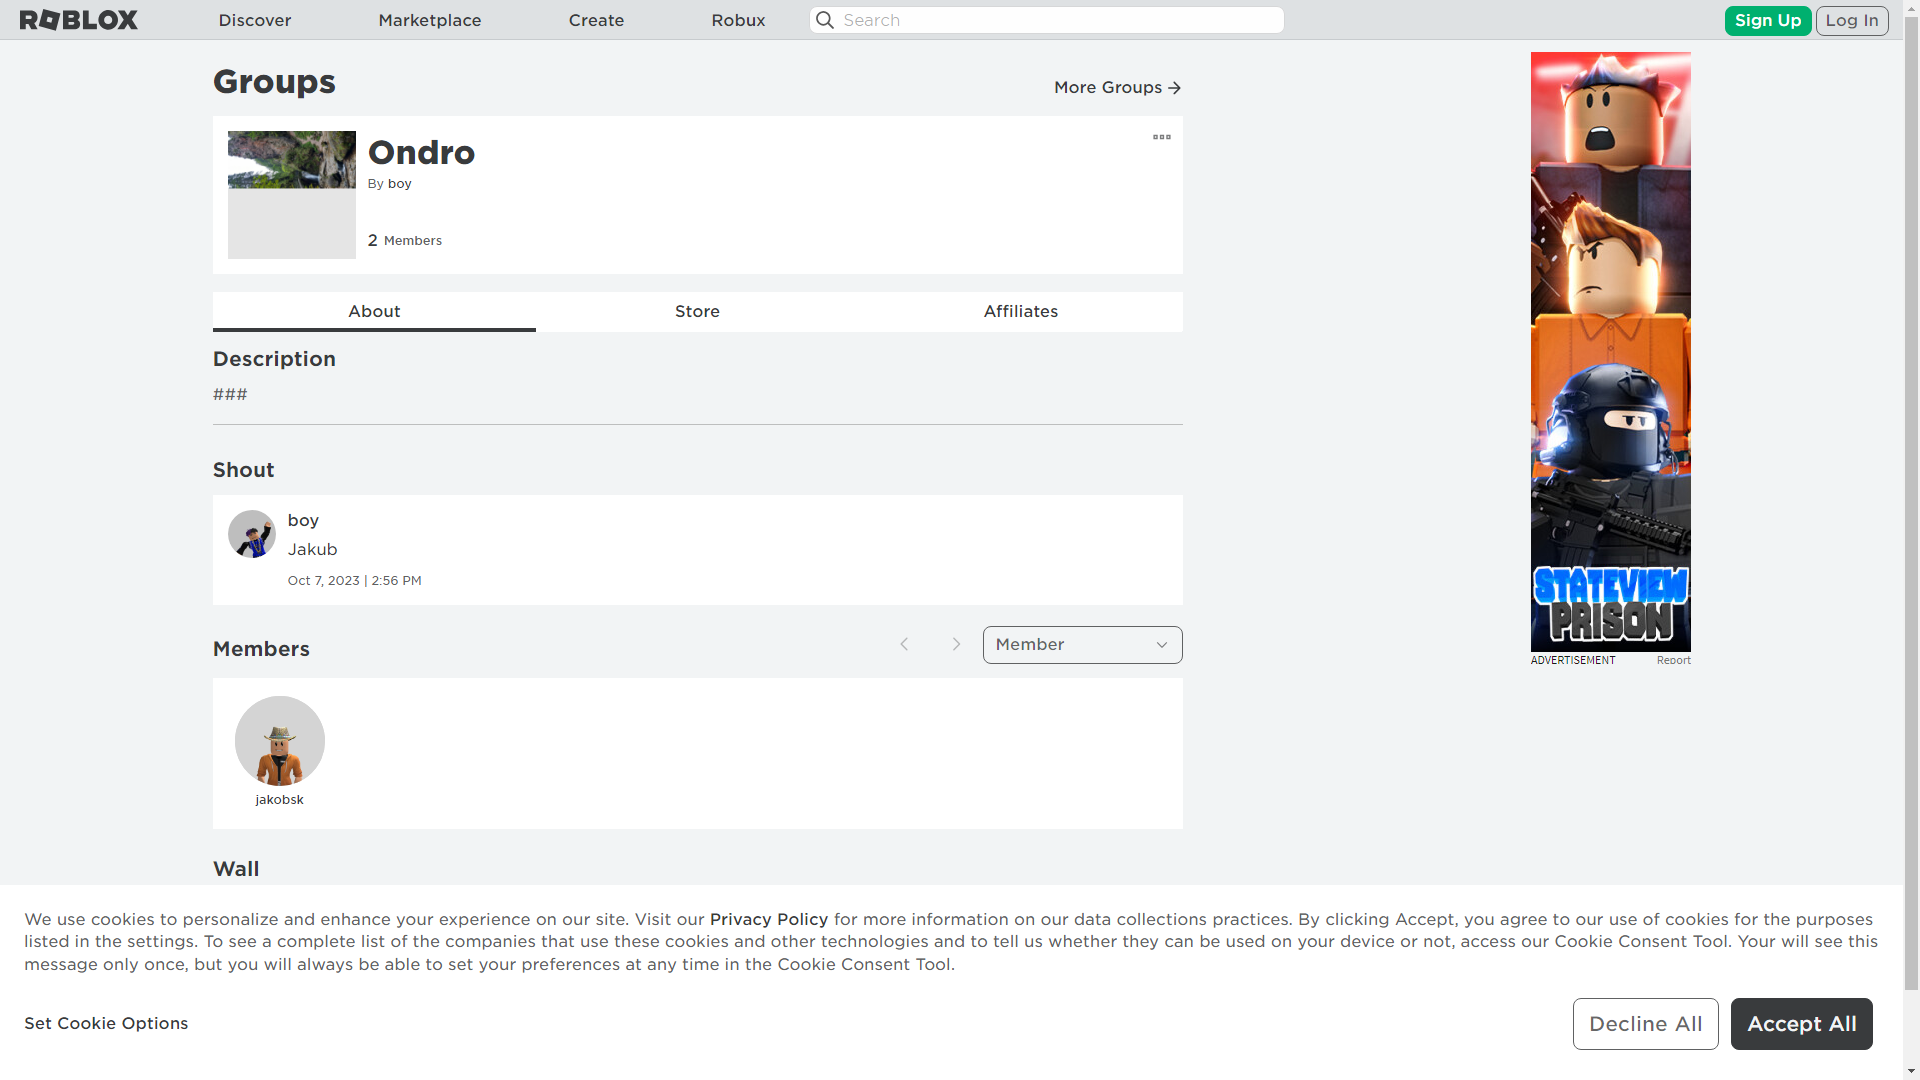 ROBLOX
Discover
Marketplace
Create
Robux
Search
Sign Up
Log In
Groups
More Groups
Ondro
By boy
2 Members
About
Store
Affiliates
Description
###
Shout
boy
Jakub
Oct 7, 2023 | 2:56 PM
Members
Member
jakobsk
Wall
STATEVIEW
PRISON
ADVERTISEMENT
Report
We use cookies to personalize and enhance your experience on our site. Visit our Privacy Policy for more information on our data collections practices. By clicking Accept, you agree to our use of cookies for the purposes
listed in the settings. To see a complete list of the companies that use these cookies and other technologies and to tell us whether they can be used on your device or not, access our Cookie Consent Tool. Your will see this
message only once, but you will always be able to set your preferences at any time in the Cookie Consent Tool.
Set Cookie Options
Decline All
Accept All